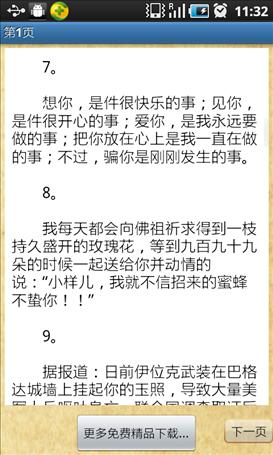 11:32
第1页
7。
想你，是件很快乐的事；见你，
是件很开心的事；爱你，是我永远要
做的事；把你放在心上是我一直在做
的事；不过，骗你是刚刚发生的事。
8。
我每天都会向佛祖祈求得到一枝
持久盛开的玫瑰花，等到九百九十九
朵的时候一起送给你并动情的
说：“小样儿，我就不信招来的蜜蜂
不蛰你！！”
9。
据报道：日前伊位克武装在巴格
达城墙上挂起你的玉照，导致大量美
更多免费精品下载...
下一页